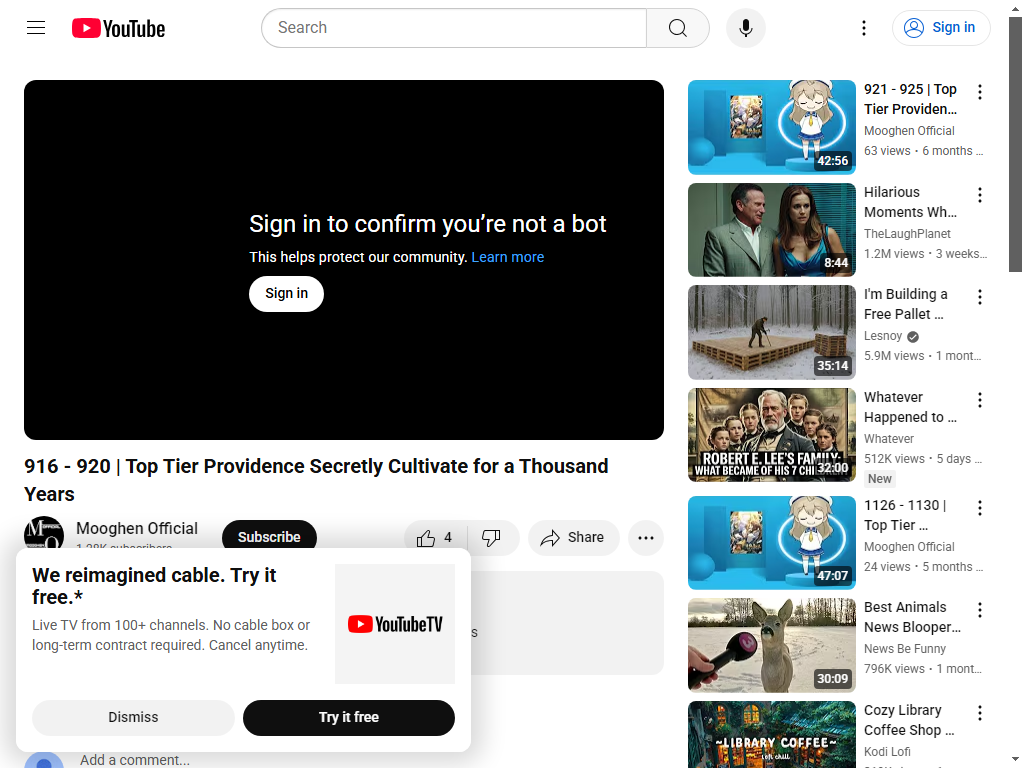 YouTube
Search
Sign in
Sign in to confirm you’re not a bot
This helps protect our community. Learn more
Sign in
916 - 920 | Top Tier Providence Secretly Cultivate for a Thousand
Years
Mooghen Official
Subscribe
4
Share
We reimagined cable. Try it
free.*
Live TV from 100+ channels. No cable box or
long-term contract required. Cancel anytime.
YouTubeTV
Dismiss
Try it free
Add a comment...
42:56
921 - 925 | Top
Tier Providen…
Mooghen Official
63 views • 6 months …
8:44
Hilarious
Moments Wh…
TheLaughPlanet
1.2M views • 3 weeks…
35:14
I'm Building a
Free Pallet …
Lesnoy
5.9M views • 1 mont…
ROBERT E. LEE'S FAMILY:
WHAT BECAME OF HIS 7
32:00
Whatever
Happened to …
Whatever
512K views • 5 days …
New
47:07
1126 - 1130 |
Top Tier …
Mooghen Official
24 views • 5 months …
30:09
Best Animals
News Blooper…
News Be Funny
796K views • 1 mont…
~LIBRARY COFFEE~
lofi chill
Cozy Library
Coffee Shop …
Kodi Lofi